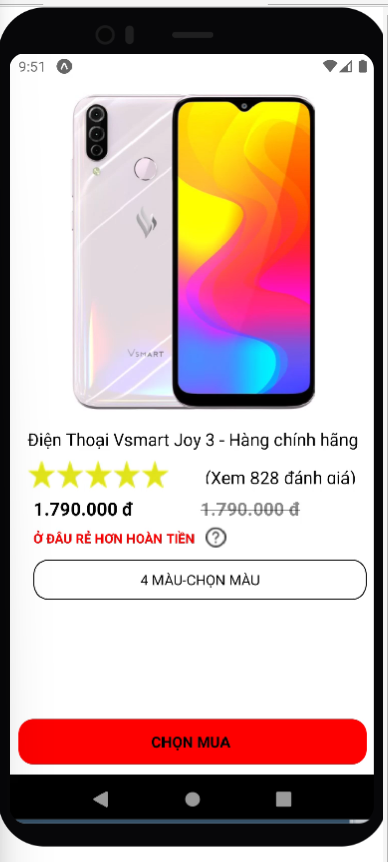 9:51
VSMART
Điện Thoại Vsmart Joy 3 - Hàng chính hãng
(Xem 828 đánh giá)
1.790.000 đ 1.790.000 đ
Ở ĐÂU RẺ HƠN HOÀN TIỀN ?
4 MÀU-CHỌN MÀU
CHỌN MUA